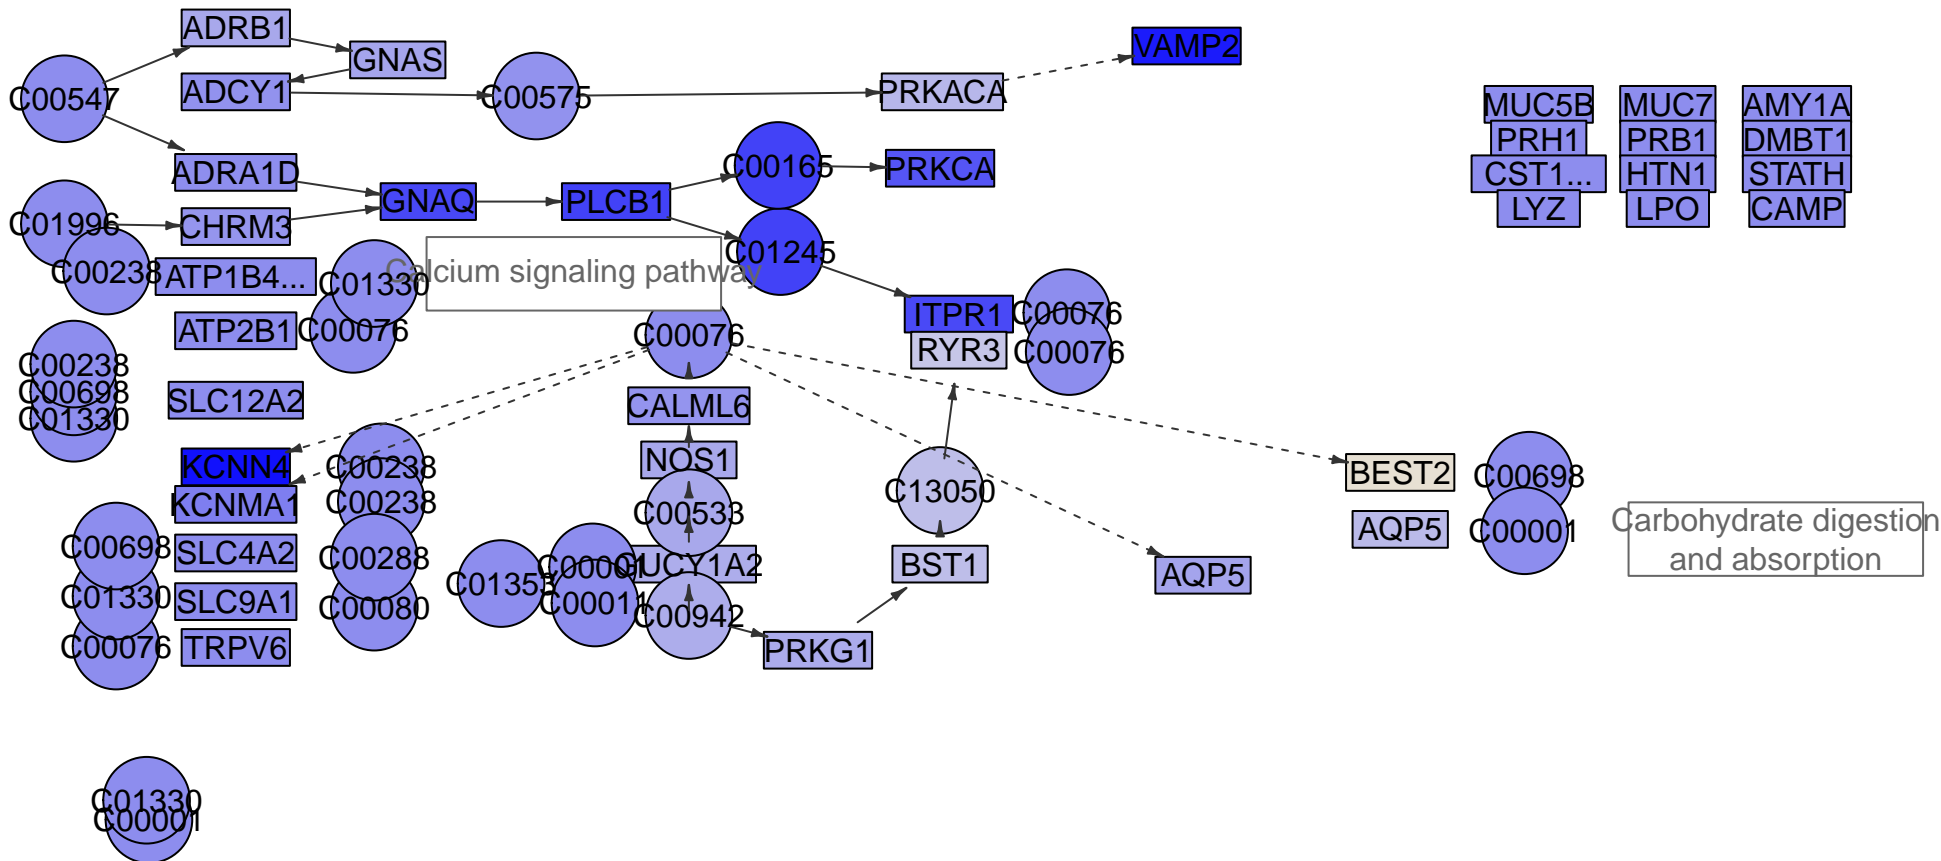 ADRB1
GNAS
VAMP2
C00547
ADCY1
C00575
PRKACA
MUC5B
MUC7
AMY1A
PRH1
PRB1
DMBT1
ADRA1D
C00165
PRKCA
CST1...
HTN1
STATH
GNAQ
PLCB1
LYZ
LPO
CAMP
C01996
CHRM3
C01245
C00238
ATP1B4...
C01330
Calcium signaling pathway
ITPR1
C00076
ATP2B1
C00076
C00076
RYR3
C00076
C00238
C00698
C01330
SLC12A2
CALML6
KCNN4
C00238
NOS1
BEST2
C00698
KCNMA1
C00238
C00533
C13050
AQP5
C00001
Carbohydrate digestion
and absorption
C00698
SLC4A2
C00288
C01353
C00001
GUCY1A2
BST1
AQP5
C01330
SLC9A1
C00080
C00011
C00942
C00076
TRPV6
PRKG1
C01330
C00001